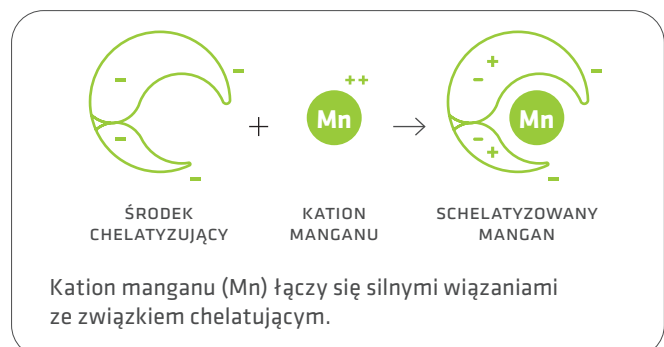 ++
Mn
+
→
Mn
ŚRODEK
CHELATYZUJĄCY
KATION
MANGANU
SCHELATYZOWANY
MANGAN
Kation manganu (Mn) łączy się silnymi wiązaniami
ze związkiem chelatującym.